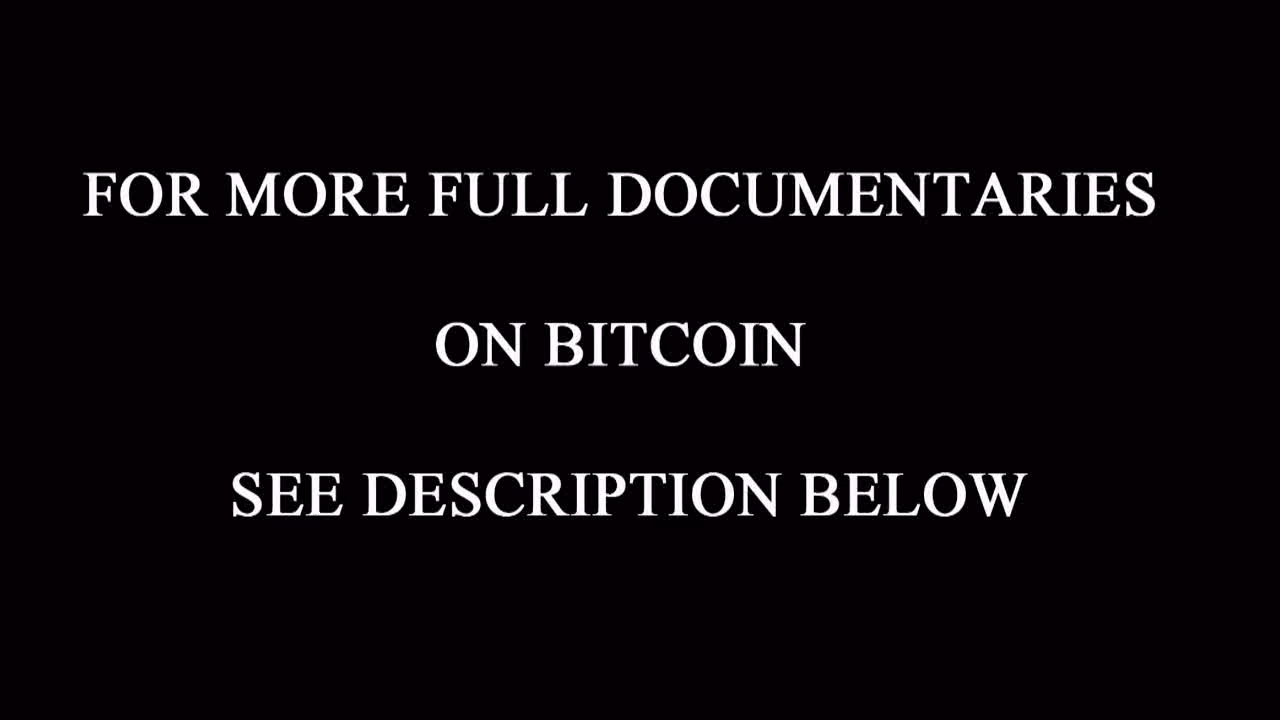 FOR MORE FULL DOCUMENTARIES
ON BITCOIN
SEE DESCRIPTION BELOW